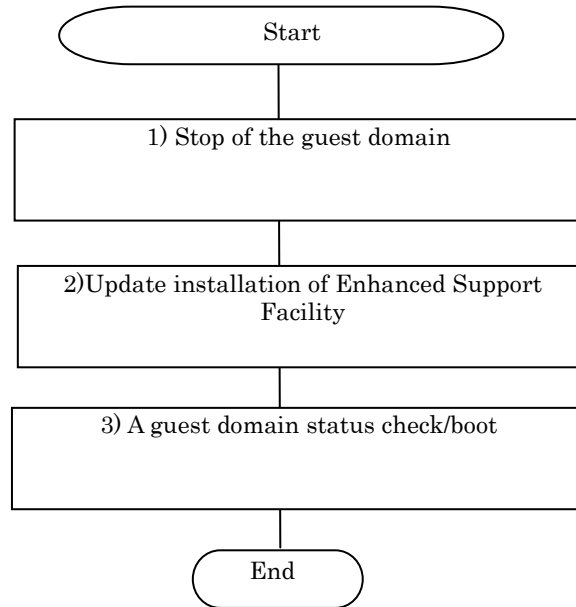 Start
1) Stop of the guest domain
2)Update installation of Enhanced Support
Facility
3) A guest domain status check/boot
End